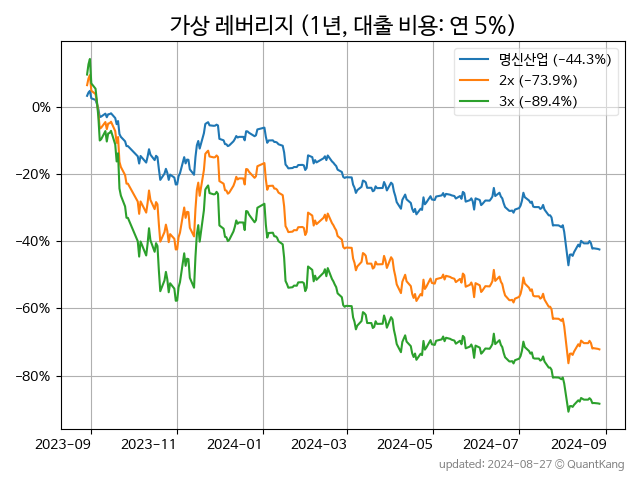 가상 레버리지 (1년, 대출 비용: 연 5%)
명신산업 (−44.3%)
2x (−73.9%)
3x (−89.4%)
0%
−20%
−40%
−60%
−80%
2023-09 2023-11 2024-01 2024-03 2024-05 2024-07 2024-09
updated: 2024-08-27 © QuantKang